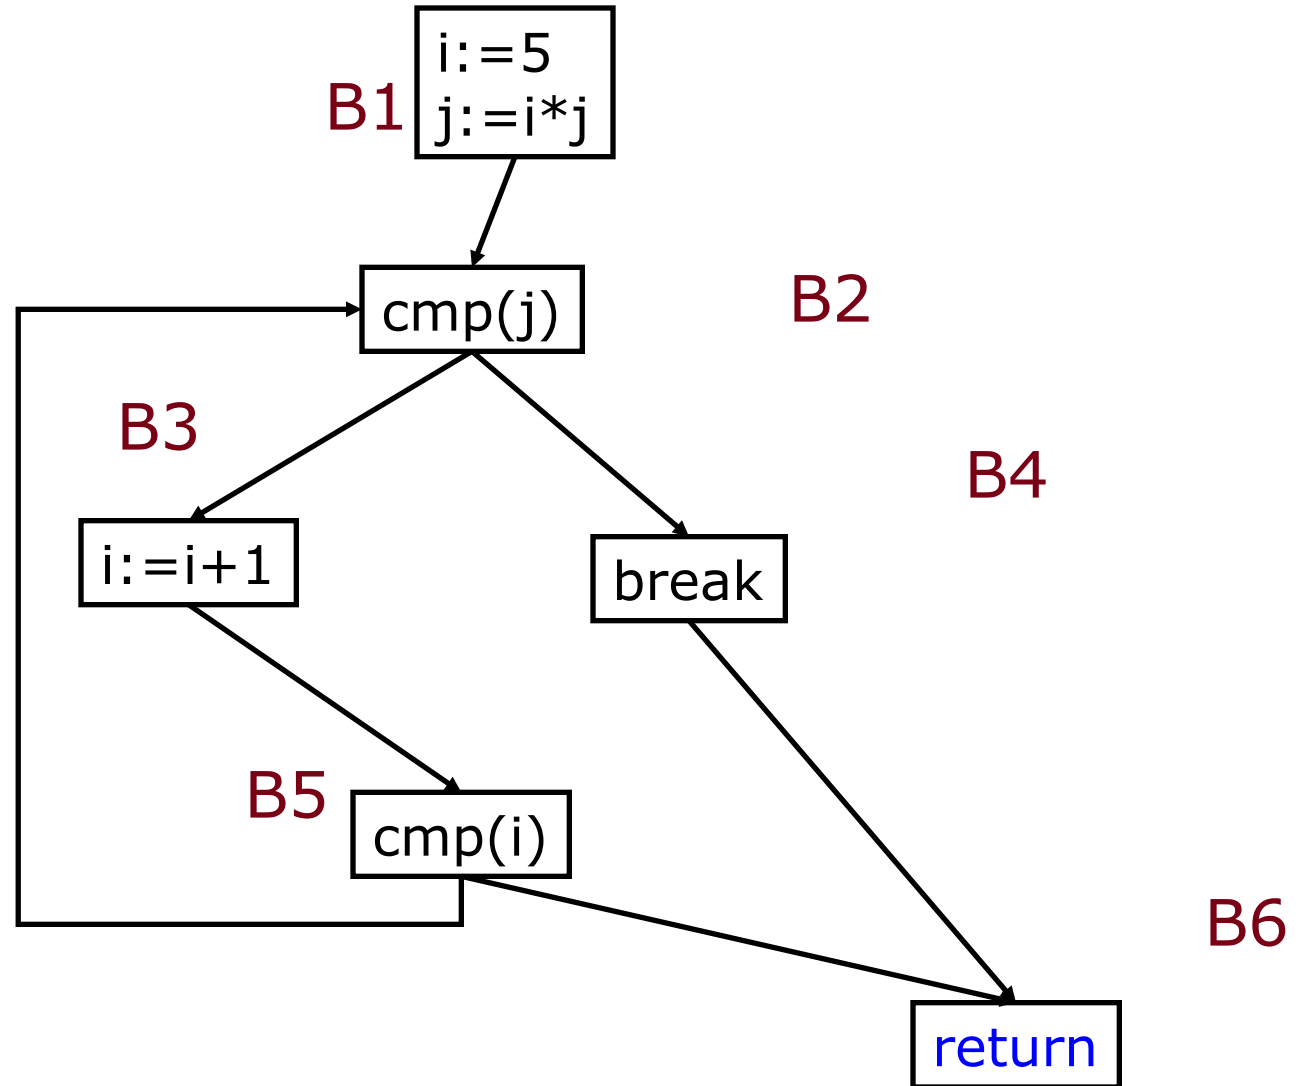 i:=5
B1
j:=i*j
cmp(j)
B2
B3
B4
i:=i+1
break
B5
cmp(i)
B6
return